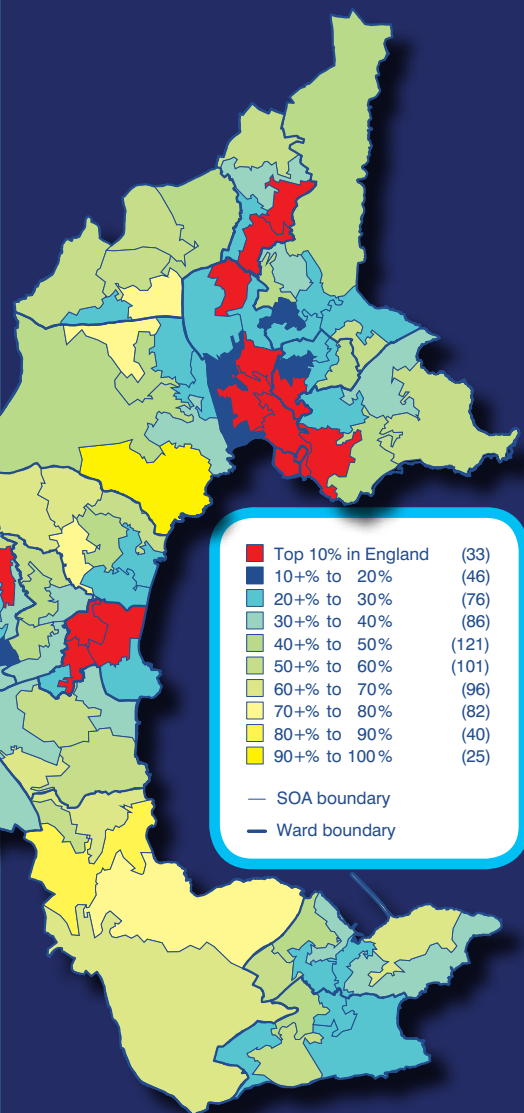 Top 10% in England (33)
10+% to 20% (46)
20+% to 30% (76)
30+% to 40% (86)
40+% to 50% (121)
50+% to 60% (101)
60+% to 70% (96)
70+% to 80% (82)
80+% to 90% (40)
90+% to 100% (25)
SOA boundary
Ward boundary